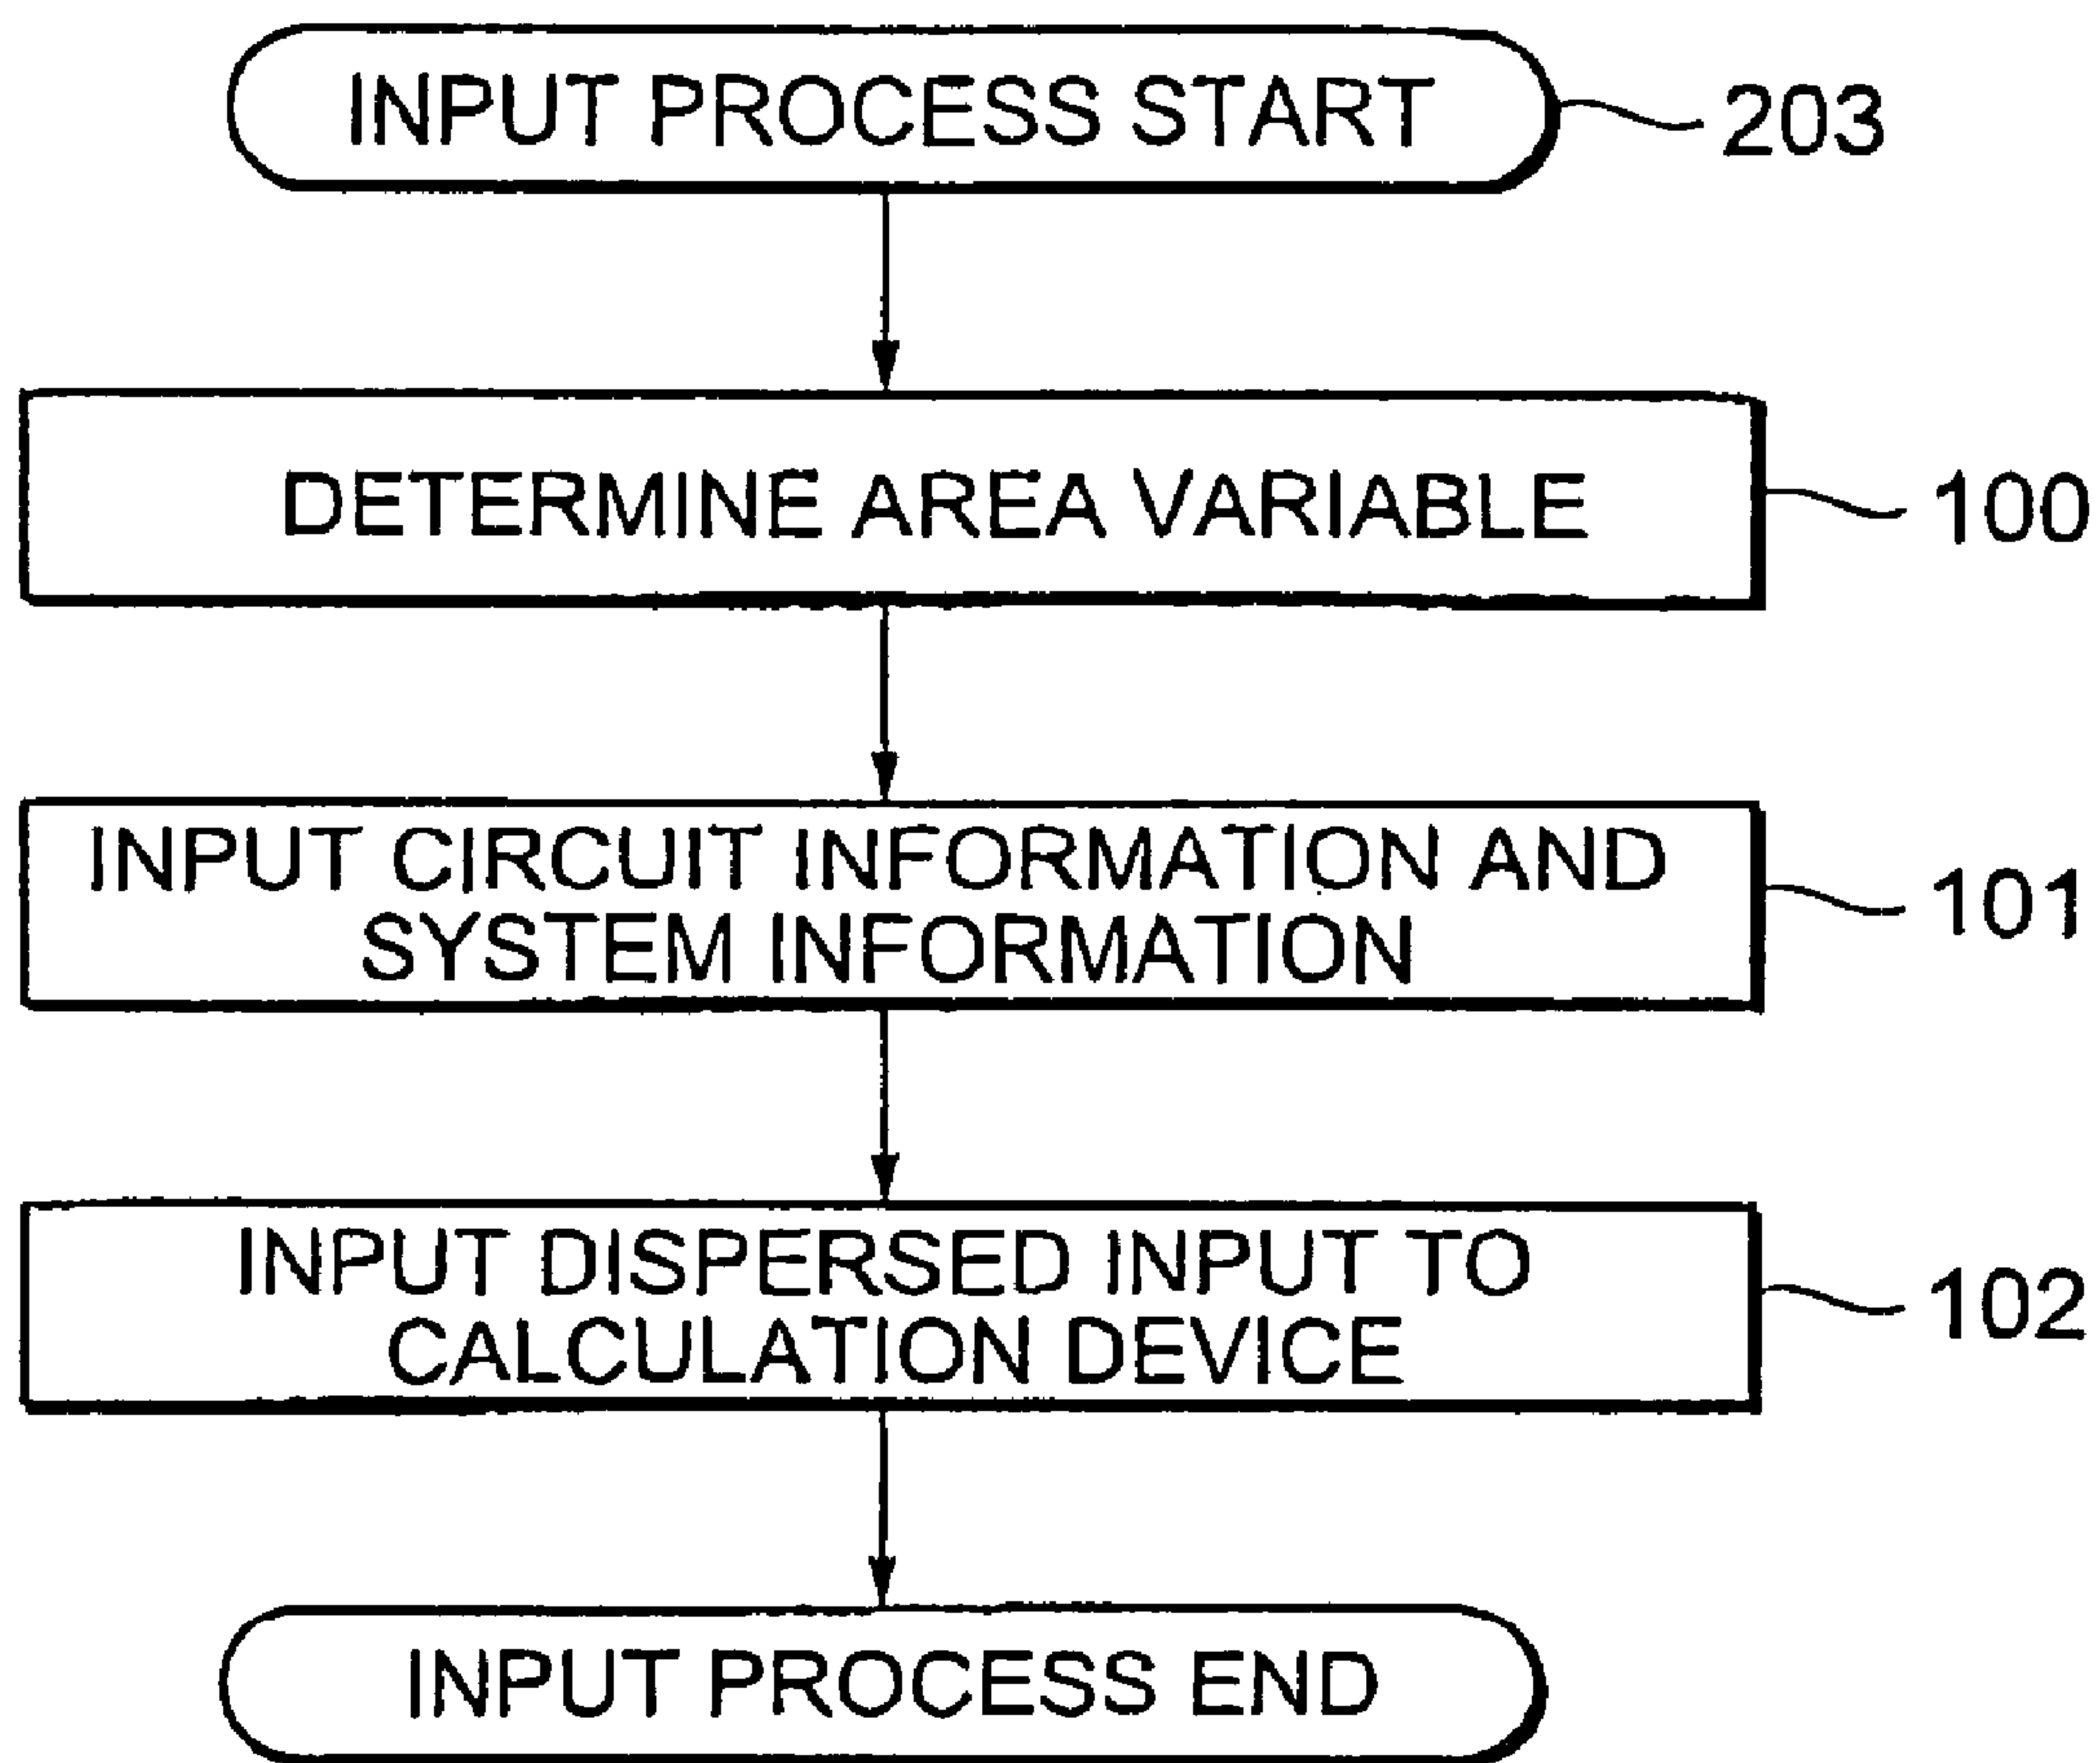 INPUT PROCESS START
203
DETERMINE AREA VARIABLE
100
INPUT CIRCUIT INFORMATION AND
SYSTEM INFORMATION
101
INPUT DISPERSED INPUT TO
CALCULATION DEVICE
102
INPUT PROCESS END